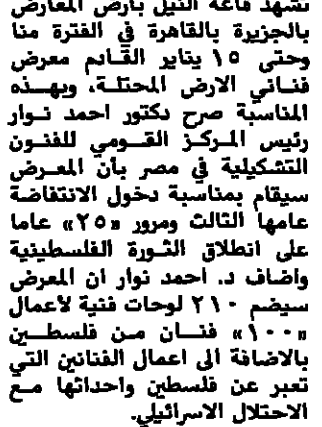 تشهد قاعة النيل بأرض المعارض
بالجزيرة بالقاهرة في الفترة منا
وحتى ١٥ يناير القادم معرض
فناني الارض المحتلة، وبهذه
المناسبة صرح دكتور احمد نوار
رئيس المركز القومي للفنون
التشكيلية في مصر بأن المعرض
سيقام بمناسبة دخول الانتفاضة
عامها الثالث ومرور «٢٥» عاما
على انطلاق الثورة الفلسطينية
واضاف د. احمد نوار ان المعرض
سيضم ٢١٠ لوحات فنية لأعمال
«١٠٠» فنان من فلسطين
بالاضافة الى اعمال الفنانين التي
تعبر عن فلسطين واحداثها مع
الاحتلال الاسرائيلي.